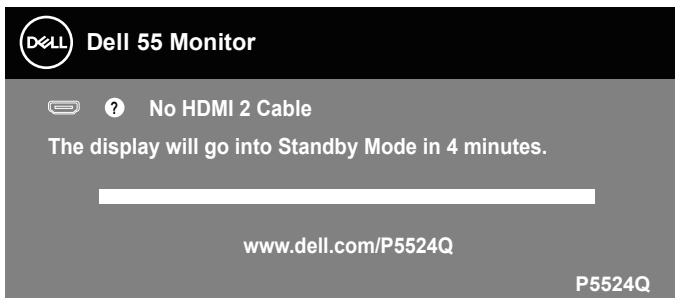 DELL Dell 55 Monitor
? No HDMI 2 Cable
The display will go into Standby Mode in 4 minutes.
www.dell.com/P5524Q
P5524Q